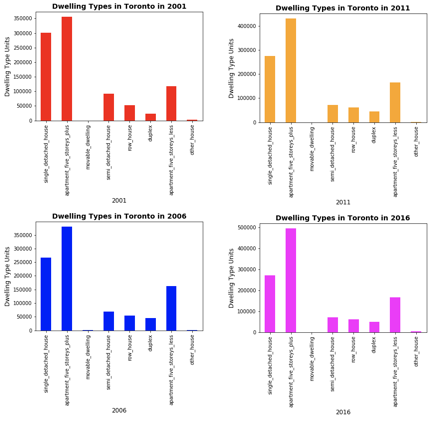 Dwelling Types in Toronto in 2001
Dwelling Type Units
350000
300000
250000
200000
150000
100000
50000
0
single_detached_house
apartment_five_storeys_plus
movable_dwelling
semi_detached_house
row_house
duplex
apartment_five_storeys_less
other_house
2001
Dwelling Types in Toronto in 2011
Dwelling Type Units
400000
300000
200000
100000
0
single_detached_house
apartment_five_storeys_plus
movable_dwelling
semi_detached_house
row_house
duplex
apartment_five_storeys_less
other_house
2011
Dwelling Types in Toronto in 2006
Dwelling Type Units
350000
300000
250000
200000
150000
100000
50000
0
single_detached_house
apartment_five_storeys_plus
movable_dwelling
semi_detached_house
row_house
duplex
apartment_five_storeys_less
other_house
2006
Dwelling Types in Toronto in 2016
Dwelling Type Units
500000
400000
300000
200000
100000
0
single_detached_house
apartment_five_storeys_plus
movable_dwelling
semi_detached_house
row_house
duplex
apartment_five_storeys_less
other_house
2016